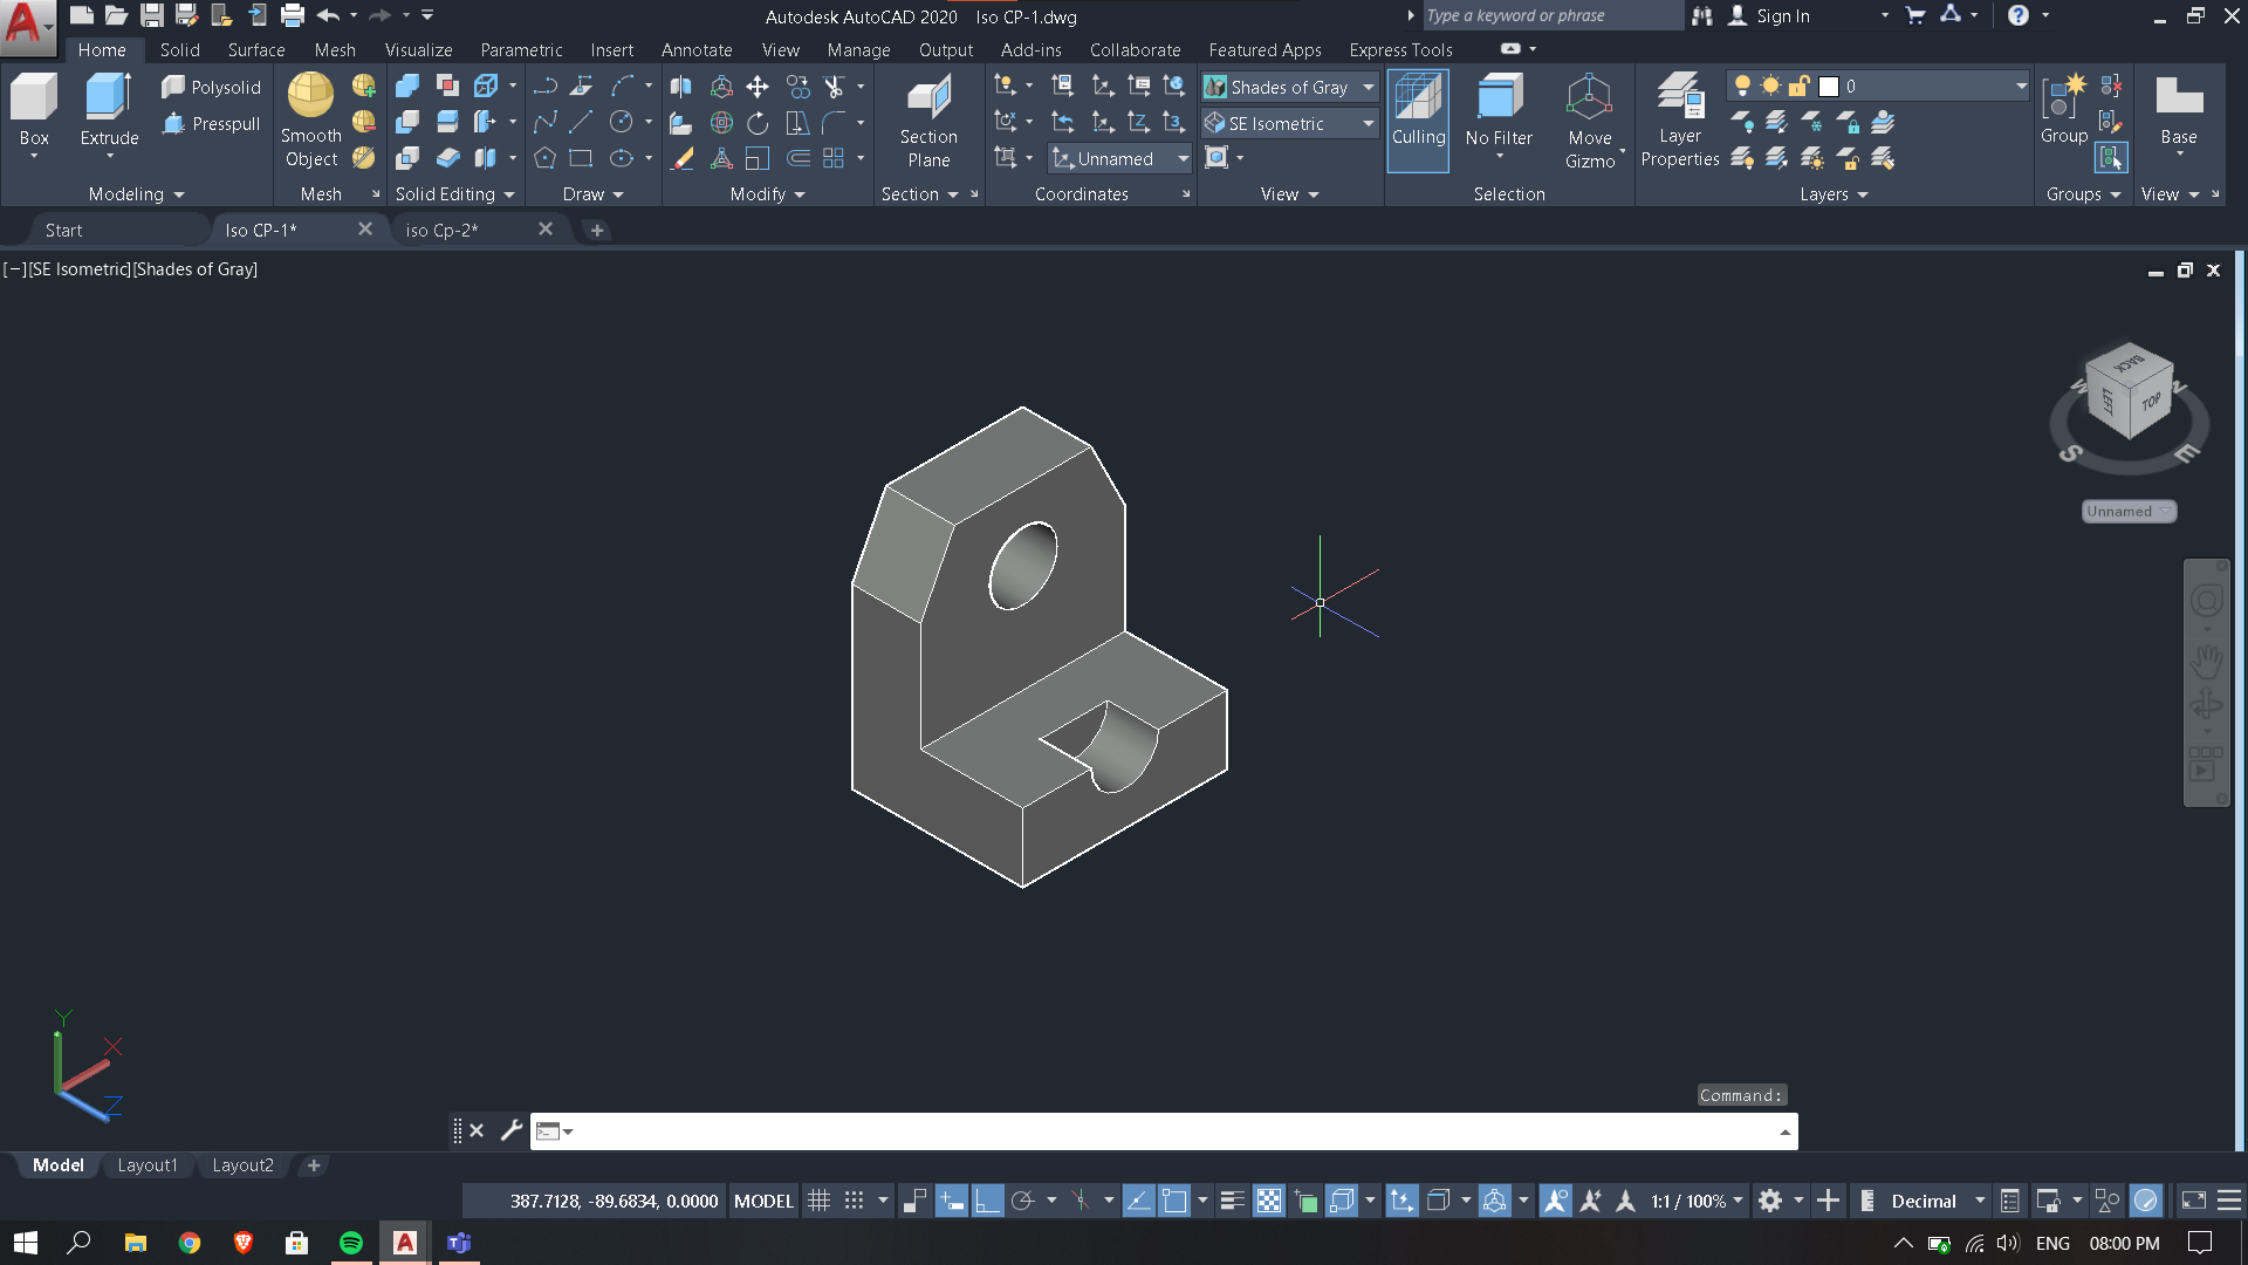 A
Autodesk AutoCAD 2020 Iso CP-1.dwg
Type a keyword or phrase
Sign In
Home Solid Surface Mesh Visualize Parametric Insert Annotate View Manage Output Add-ins Collaborate Featured Apps Express Tools
Box
Extrude
Polysolid
Presspull
Modeling
Smooth
Object
Mesh
Solid Editing
Draw
Modify
Section
Plane
Section
Unnamed
Coordinates
Shades of Gray
SE Isometric
View
Culling
No Filter
Move
Gizmo
Selection
Layer
Properties
0
Layers
Group
Groups
Base
View
Start
Iso CP-1*
iso Cp-2*
[−][SE Isometric][Shades of Gray]
BACK
LEFT
TOP
W
N
S
E
Unnamed
Y
X
Z
Command:
Model Layout1 Layout2
387.7128, -89.6834, 0.0000 MODEL
1:1 / 100%
Decimal
ENG 08:00 PM